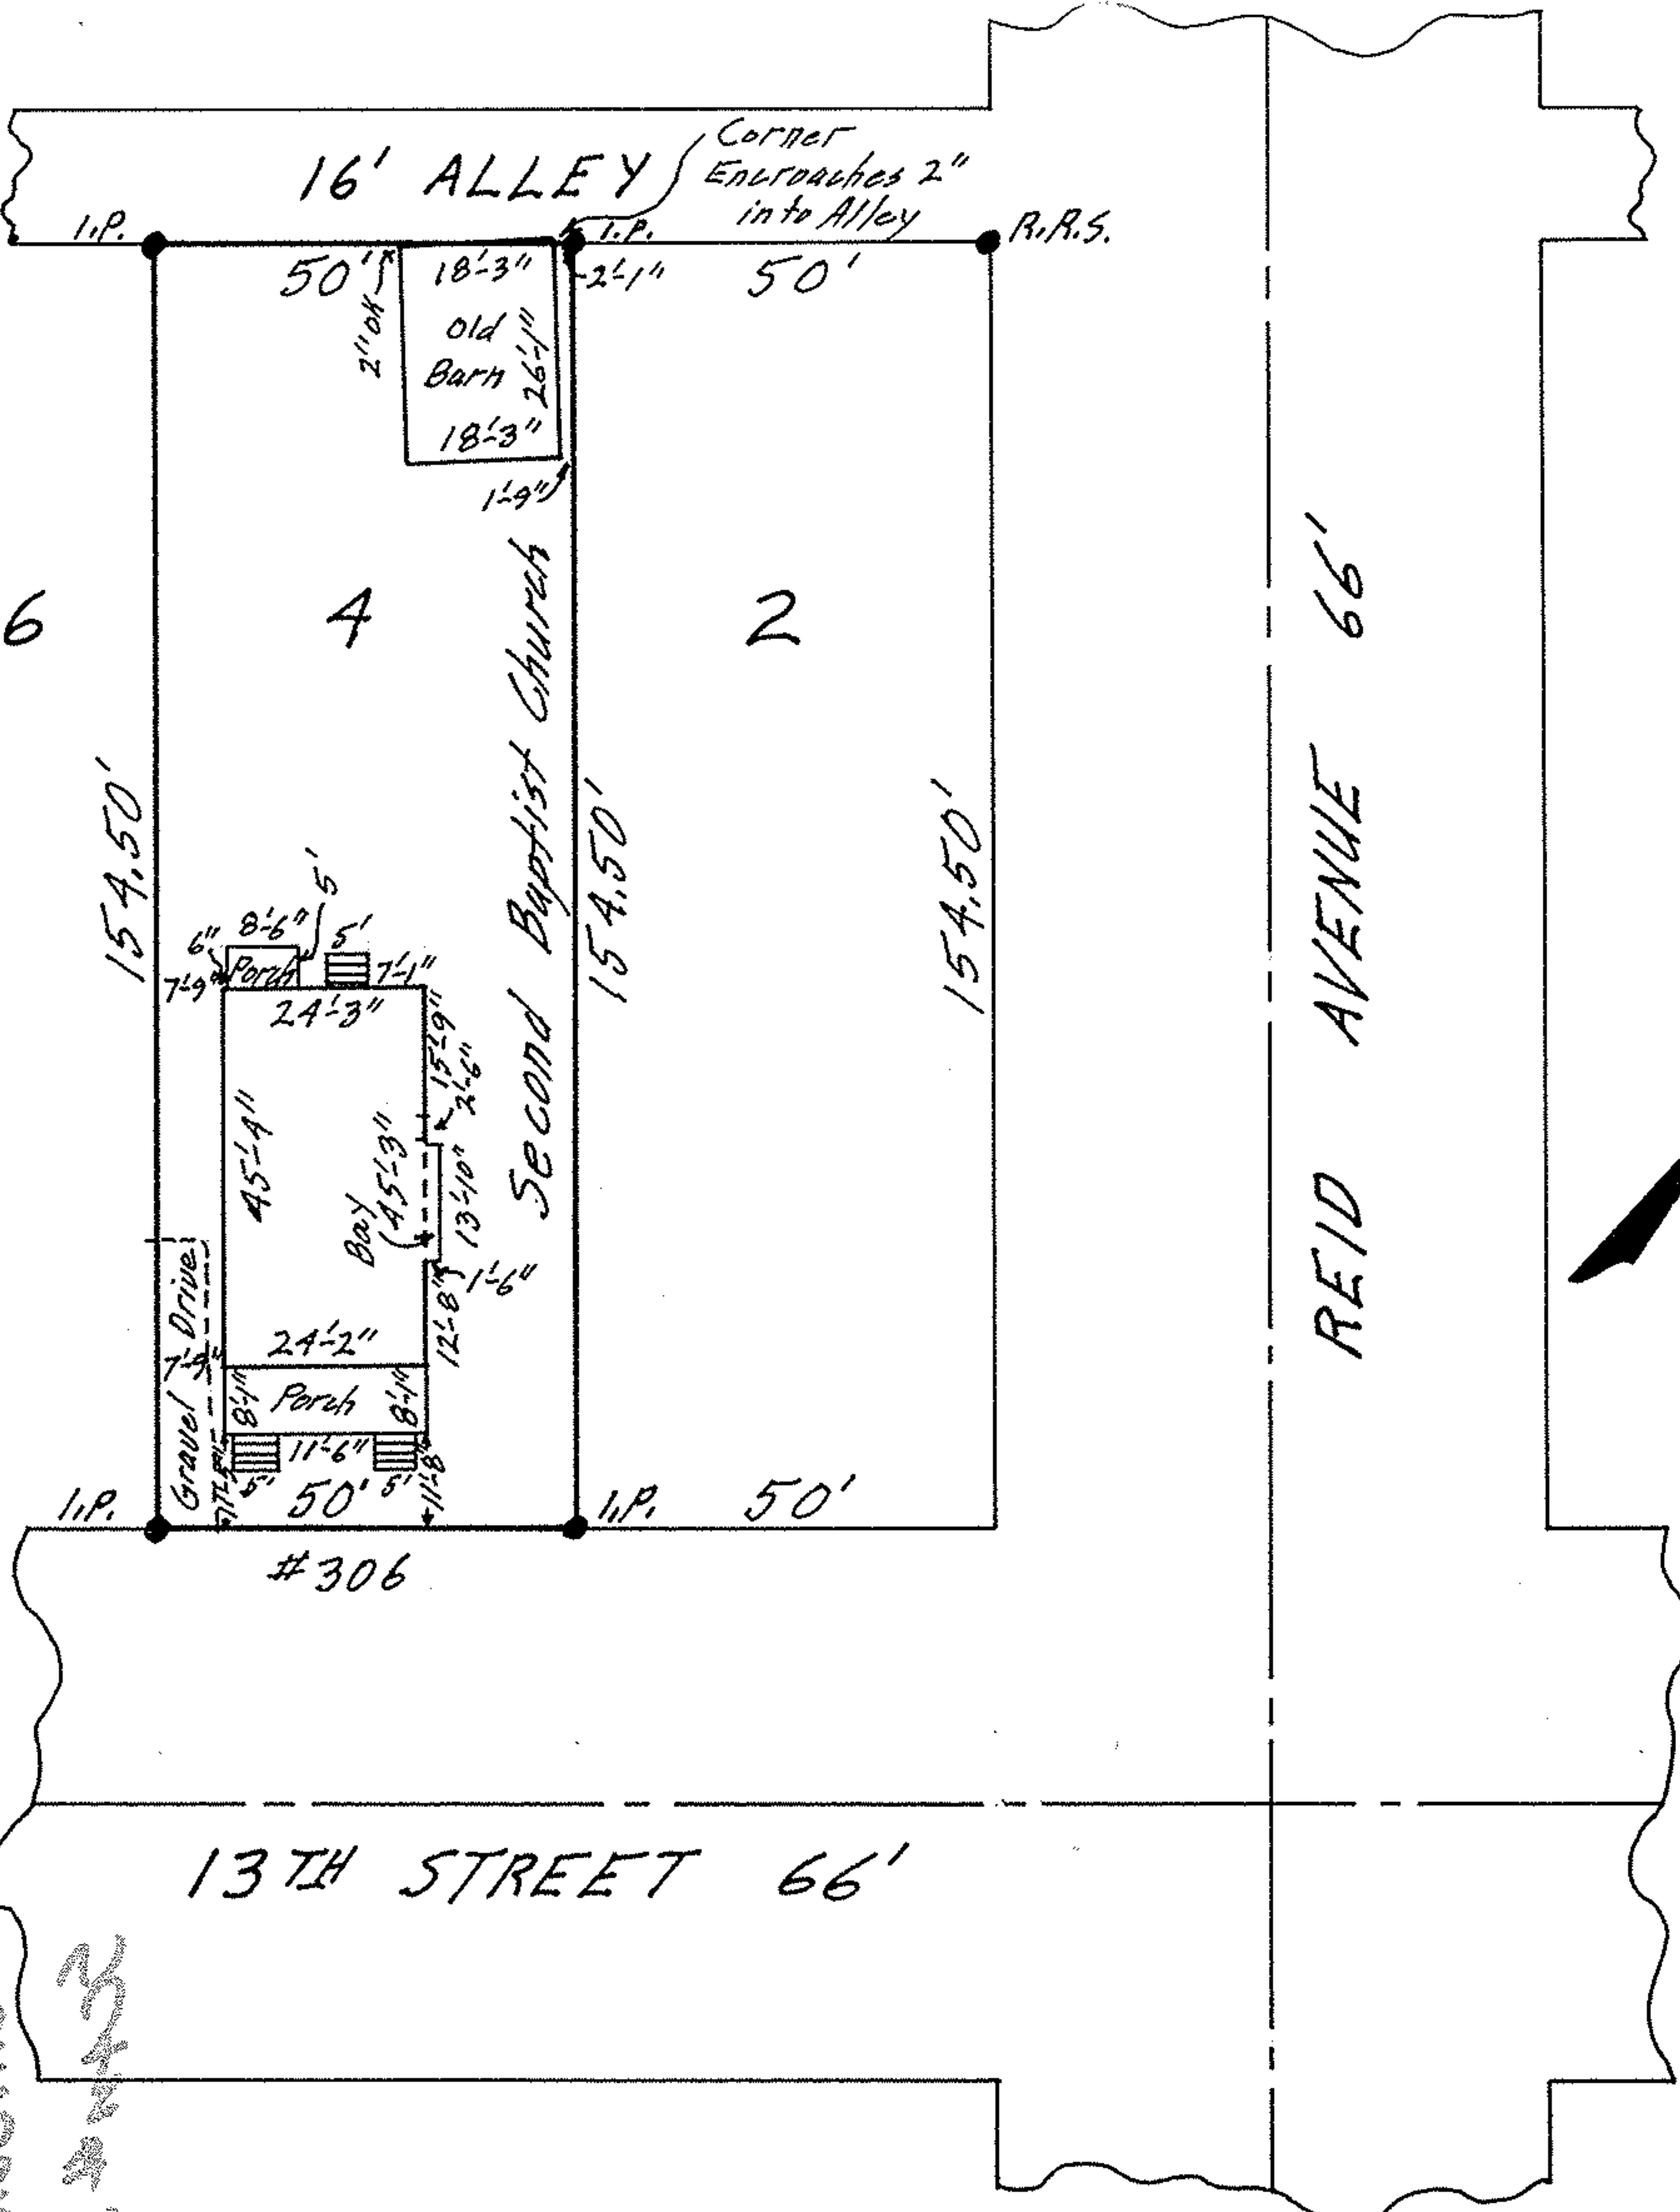 16' ALLEY
Corner
Encroaches 2"
into Alley
I.P.
I.P.
R.R.S.
50'
18'-3"
2'-1"
50'
2" OK
Old
Barn
26'-1"
18'-3"
1'-9"
6
4
2
Second Baptist Church
154.50'
154.50'
154.50'
REID AVENUE 66'
5'
8'-6"
6"
5'
Porch
7'-1"
7'-9"
24'-3"
15'-9"
2'-6"
45'-4"
45'-3"
13'-10"
Bay
1'-6"
12'-8"
Gravel Drive
24'-2"
7'-9"
8'-1"
Porch
8'-1"
11'-6"
11'-8"
5'
5'
I.P.
50'
I.P.
50'
#306
13TH STREET 66'